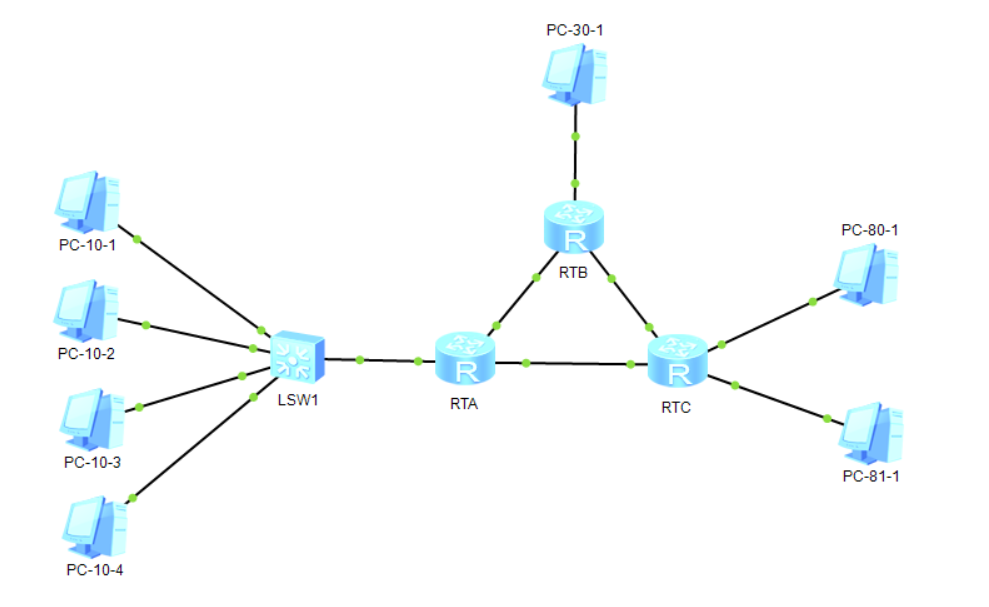 PC-30-1
PC-10-1
PC-80-1
R
RTB
PC-10-2
R
RTA
R
RTC
LSW1
PC-10-3
PC-81-1
PC-10-4